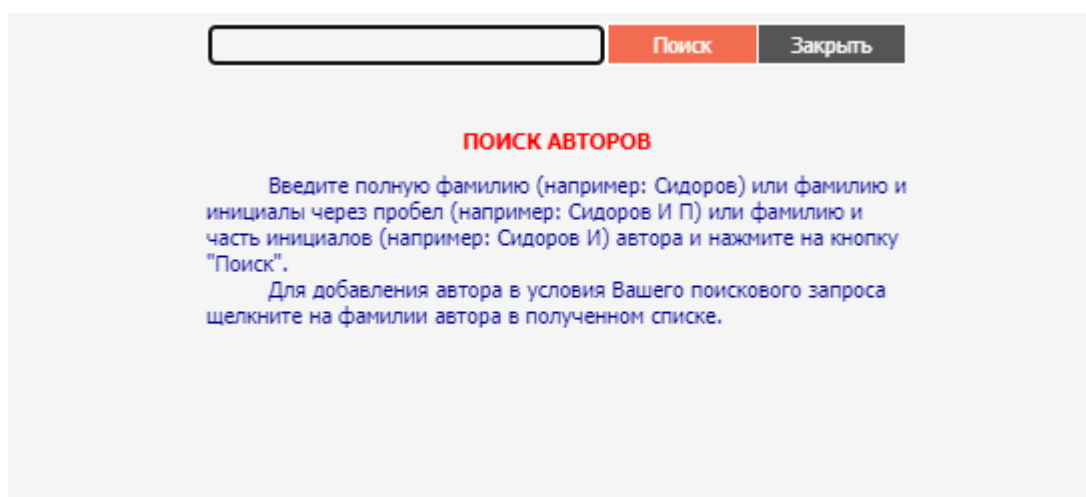 Поиск Закрыть
ПОИСК АВТОРОВ
Введите полную фамилию (например: Сидоров) или фамилию и
инициалы через пробел (например: Сидоров И П) или фамилию и
часть инициалов (например: Сидоров И) автора и нажмите на кнопку
"Поиск".
Для добавления автора в условия Вашего поискового запроса
щелкните на фамилии автора в полученном списке.